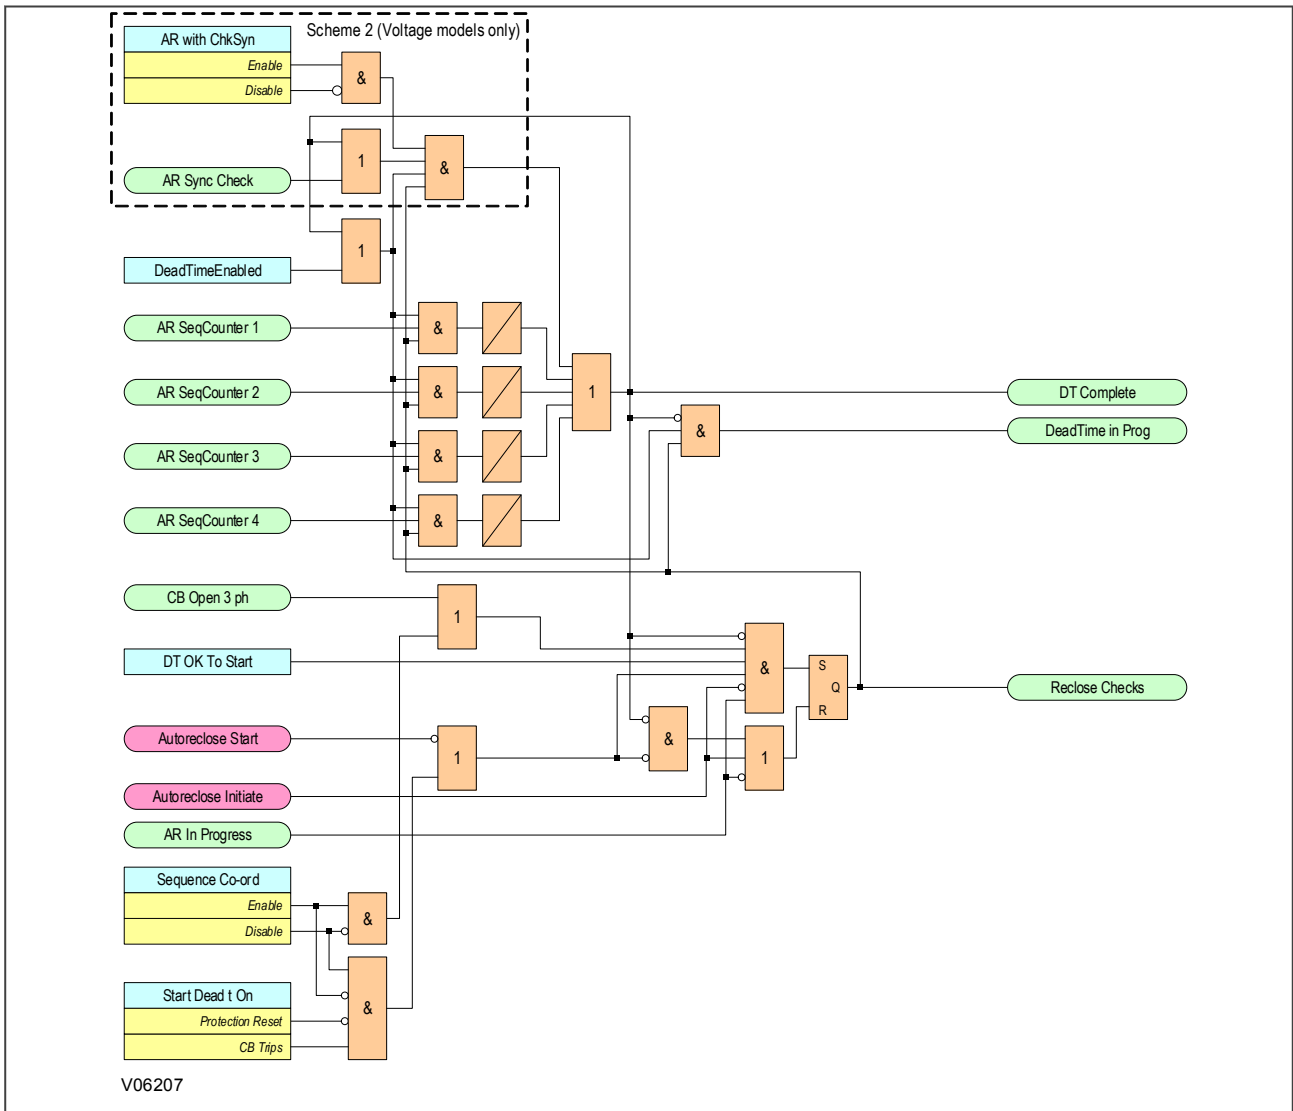 Scheme 2 (Voltage models only)
AR with ChkSyn
Enable
&
Disable
1
&
AR Sync Check
1
DeadTimeEnabled
AR SeqCounter 1
&
AR SeqCounter 2
&
1
DT Complete
&
DeadTime in Prog
AR SeqCounter 3
&
AR SeqCounter 4
&
CB Open 3 ph
1
DT OK To Start
&
S
Q
R
Reclose Checks
Autoreclose Start
1
&
1
Autoreclose Initiate
AR In Progress
Sequence Co-ord
Enable
&
Disable
Start Dead t On
&
Protection Reset
CB Trips
V06207